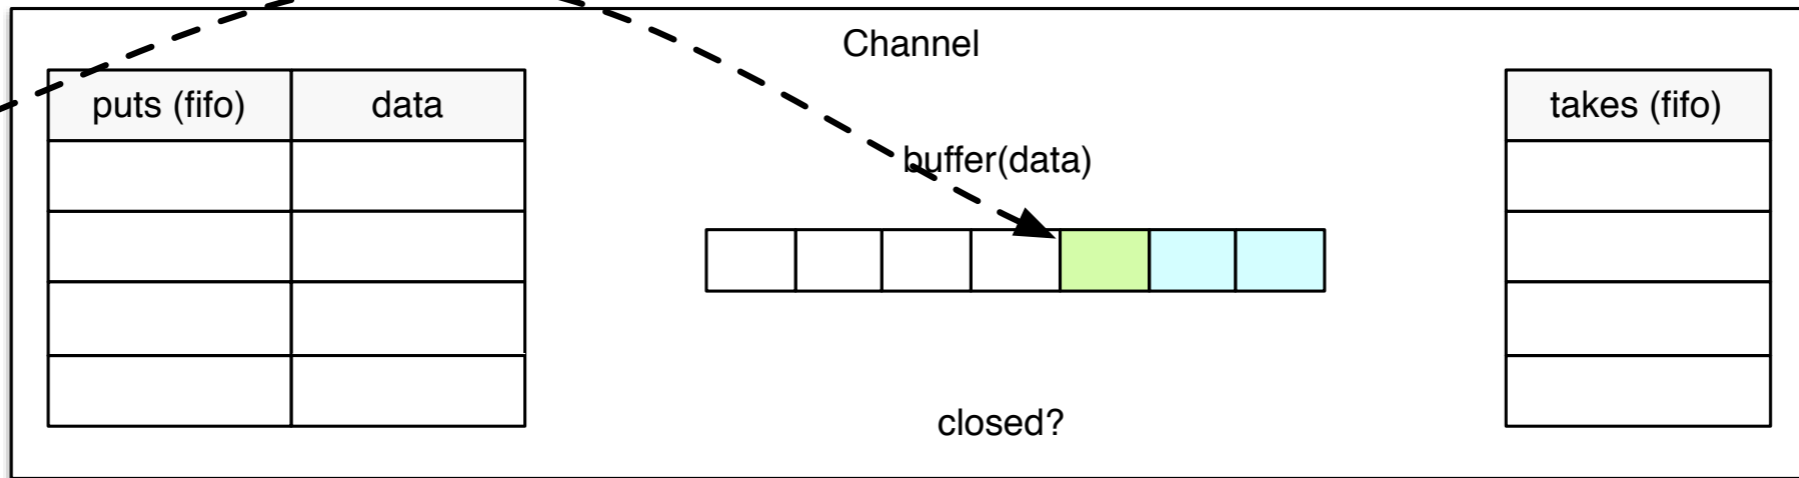 Channel
puts (fifo)
data
takes (fifo)
buffer(data)
closed?